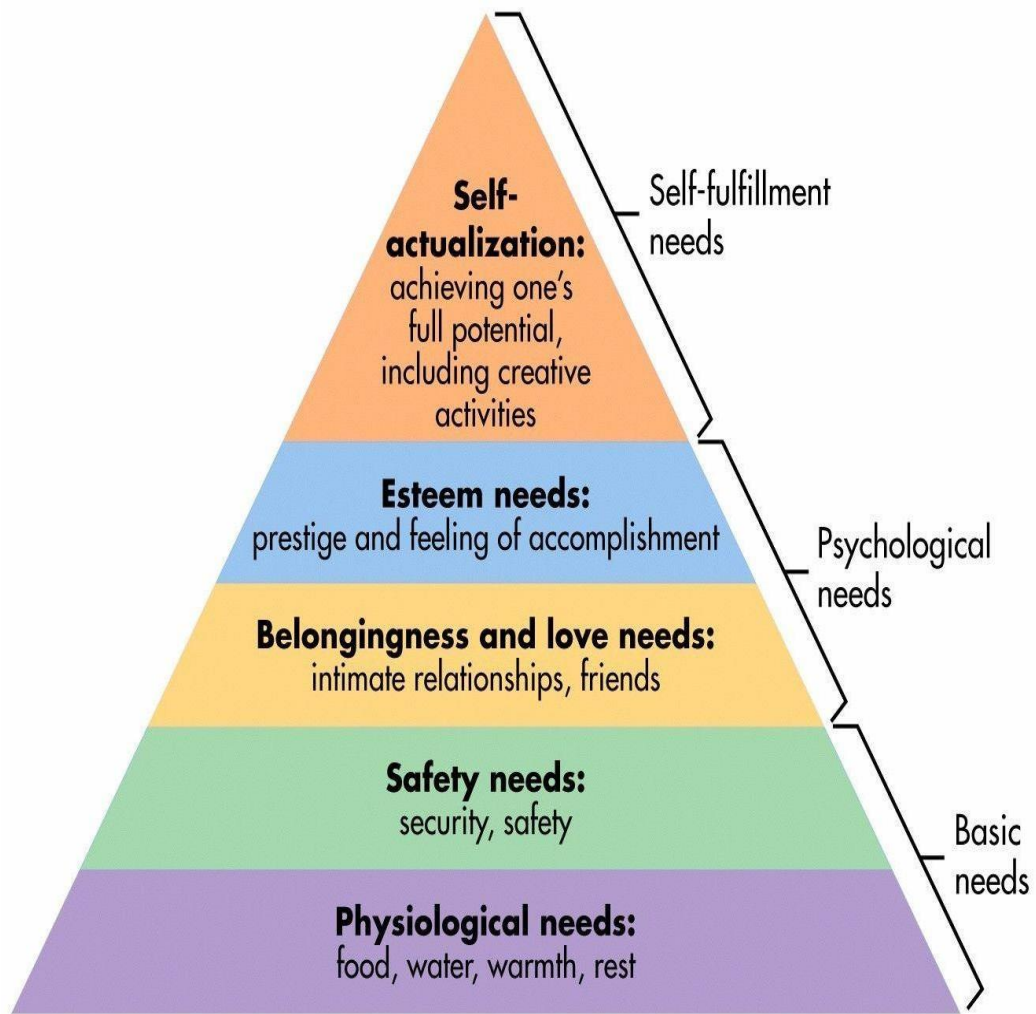 Self-
actualization:
achieving one's
full potential,
including creative
activities
Self-fulfillment
needs
Esteem needs:
prestige and feeling of accomplishment
Psychological
needs
Belongingness and love needs:
intimate relationships, friends
Safety needs:
security, safety
Basic
needs
Physiological needs:
food, water, warmth, rest